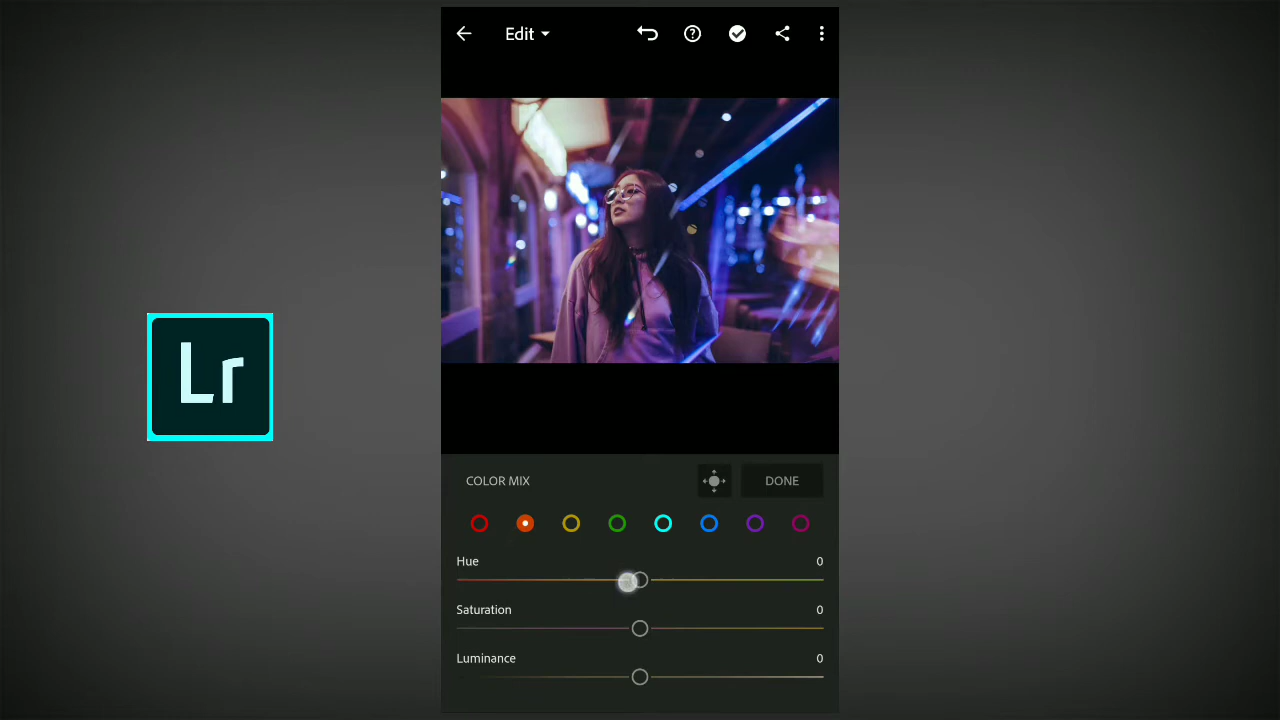 Edit
Lr
COLOR MIX
DONE
Hue
0
Saturation
0
Luminance
0